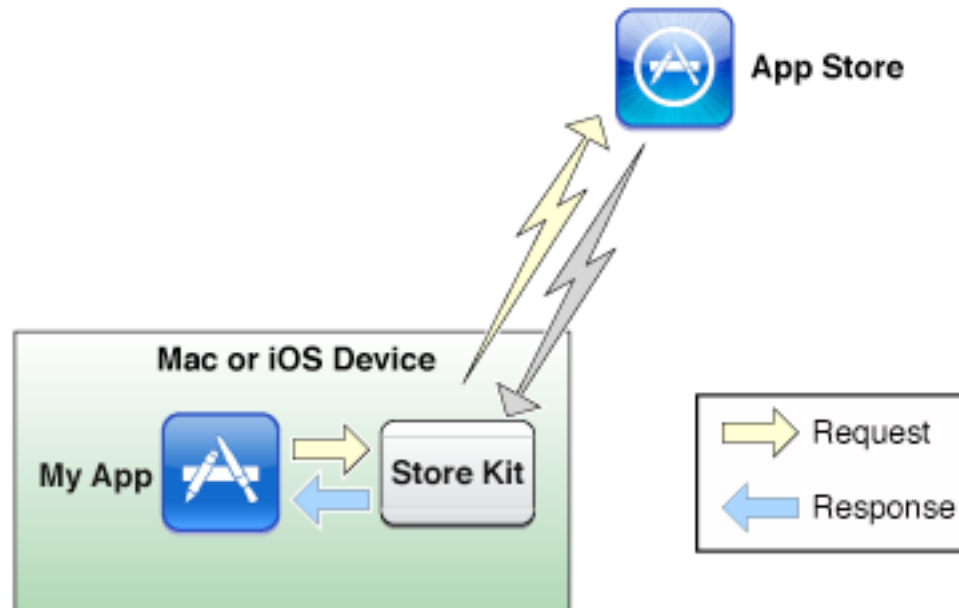 App Store
Mac or iOS Device
My App
Store Kit
Request
Response